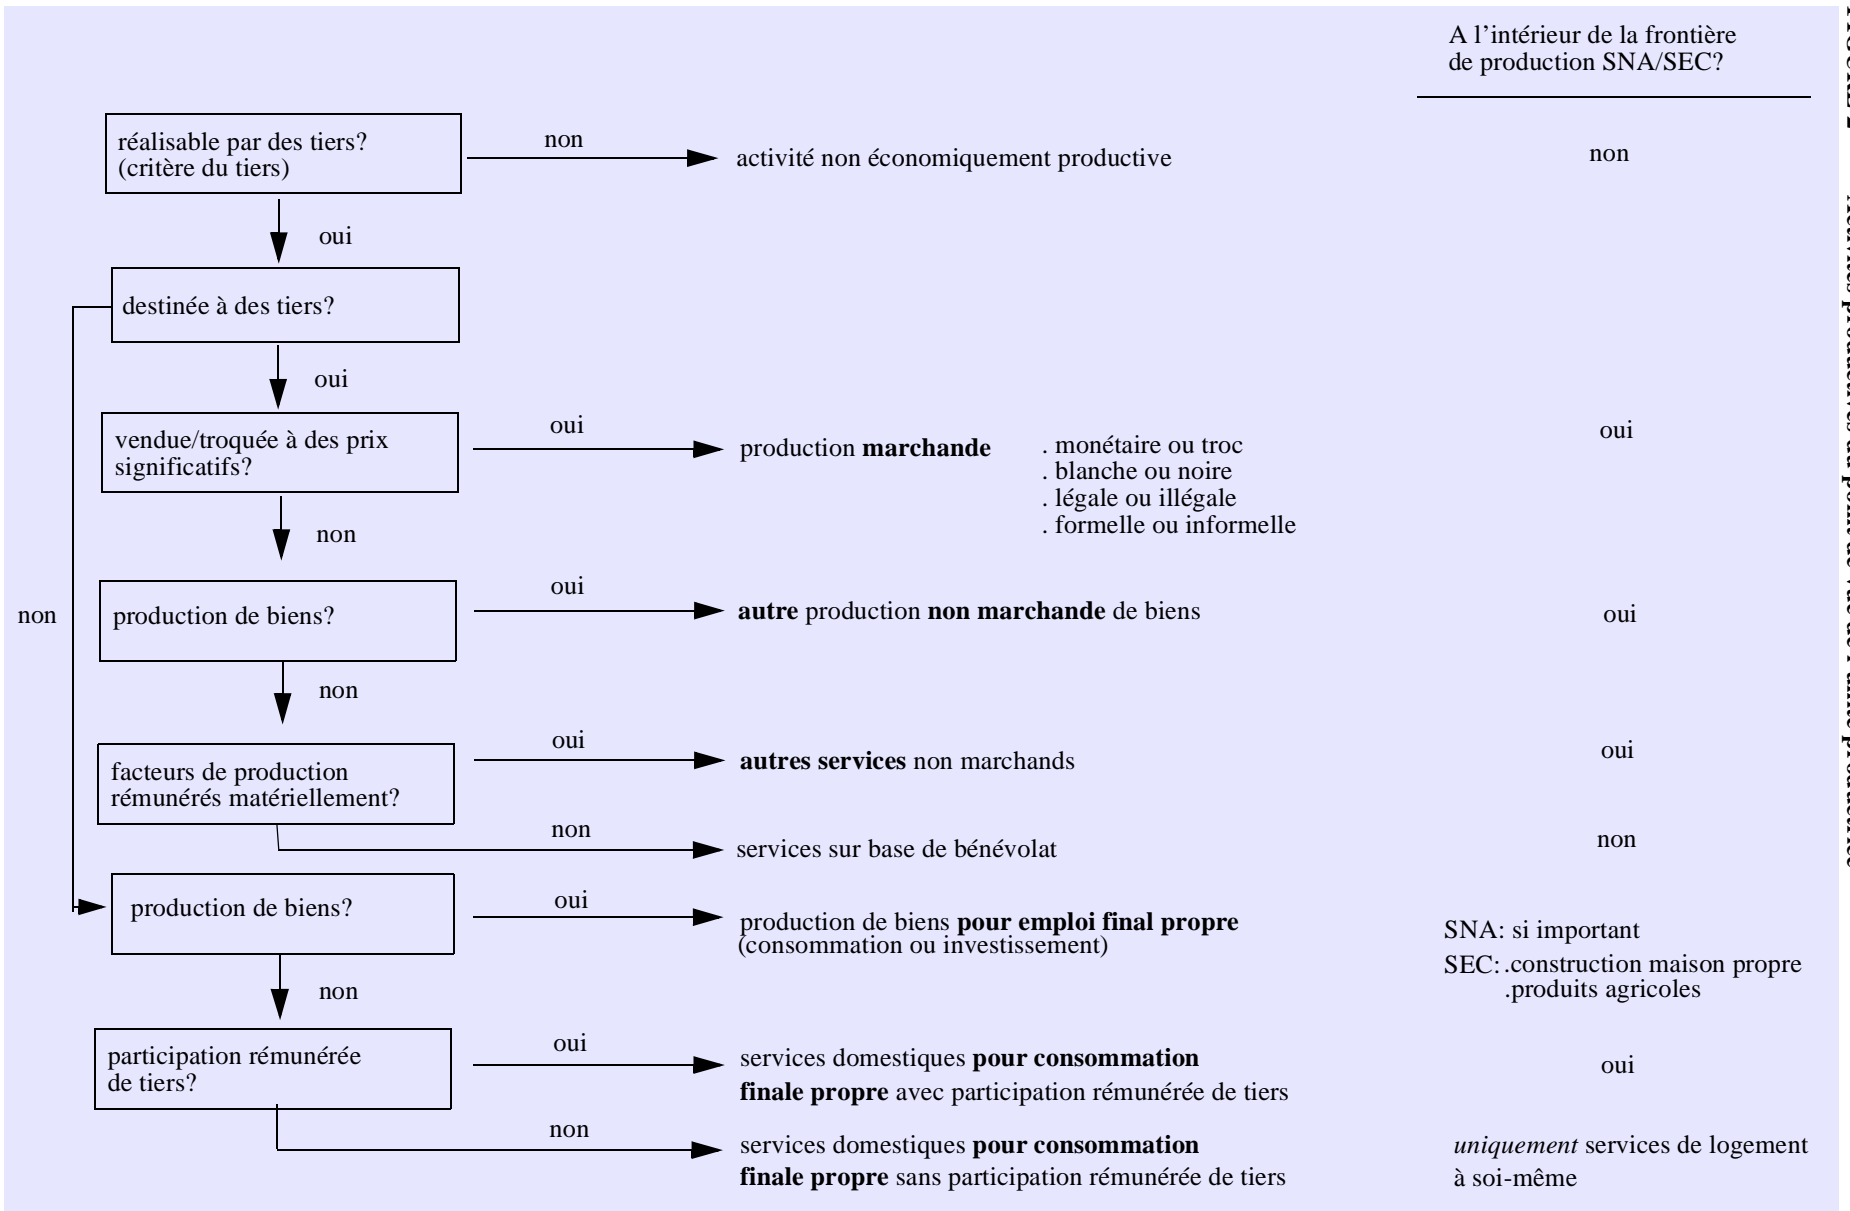 A l’intérieur de la frontière
de production SNA/SEC?
réalisable par des tiers?
(critère du tiers)
non
activité non économiquement productive
non
oui
destinée à des tiers?
oui
vendue/troquée à des prix
significatifs?
oui
production marchande
. monétaire ou troc
. blanche ou noire
. légale ou illégale
. formelle ou informelle
oui
non
non
production de biens?
oui
autre production non marchande de biens
oui
non
facteurs de production
rémunérés matériellement?
oui
autres services non marchands
oui
non
services sur base de bénévolat
non
production de biens?
oui
production de biens pour emploi final propre
(consommation ou investissement)
SNA: si important
SEC: .construction maison propre
.produits agricoles
non
participation rémunérée
de tiers?
oui
services domestiques pour consommation
finale propre avec participation rémunérée de tiers
oui
non
services domestiques pour consommation
finale propre sans participation rémunérée de tiers
uniquement services de logement
à soi-même